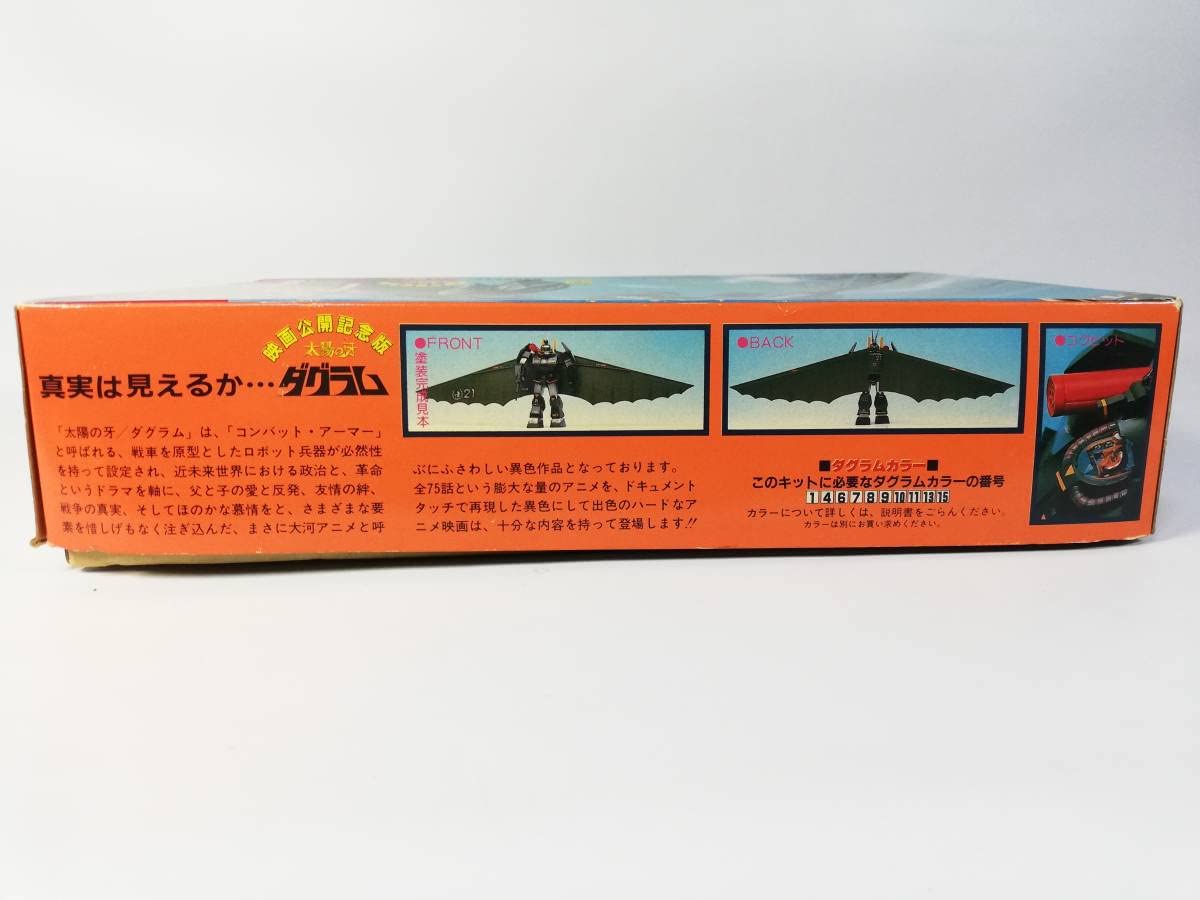 映画公開記念版
太陽の牙
真実は見えるか…ダグラム
「太陽の牙/ダグラム」は、「コンバット・アーマー」
と呼ばれる、戦車を原型としたロボット兵器が必然性
を持って設定され、近未来世界における政治と、革命
というドラマを軸に、父と子の愛と反発、友情の絆、
戦争の真実、そしてほのかな慕情をと、さまざまな要
素を惜しげもなく注ぎ込んだ、まさに大河アニメと呼
ぶにふさわしい異色作品となっております。
全75話という膨大な量のアニメを、ドキュメント
タッチで再現した異色にして出色のハードなア
ニメ映画は、十分な内容を持って登場します!!
●FRONT
塗装完成見本
21
●BACK
■ダグラムカラー■
このキットに必要なダグラムカラーの番号
1 4 6 7 8 9 10 11 13 15
カラーについて詳しくは、説明書をごらんください。
カラーは別にお買い求めください。
●コクピット